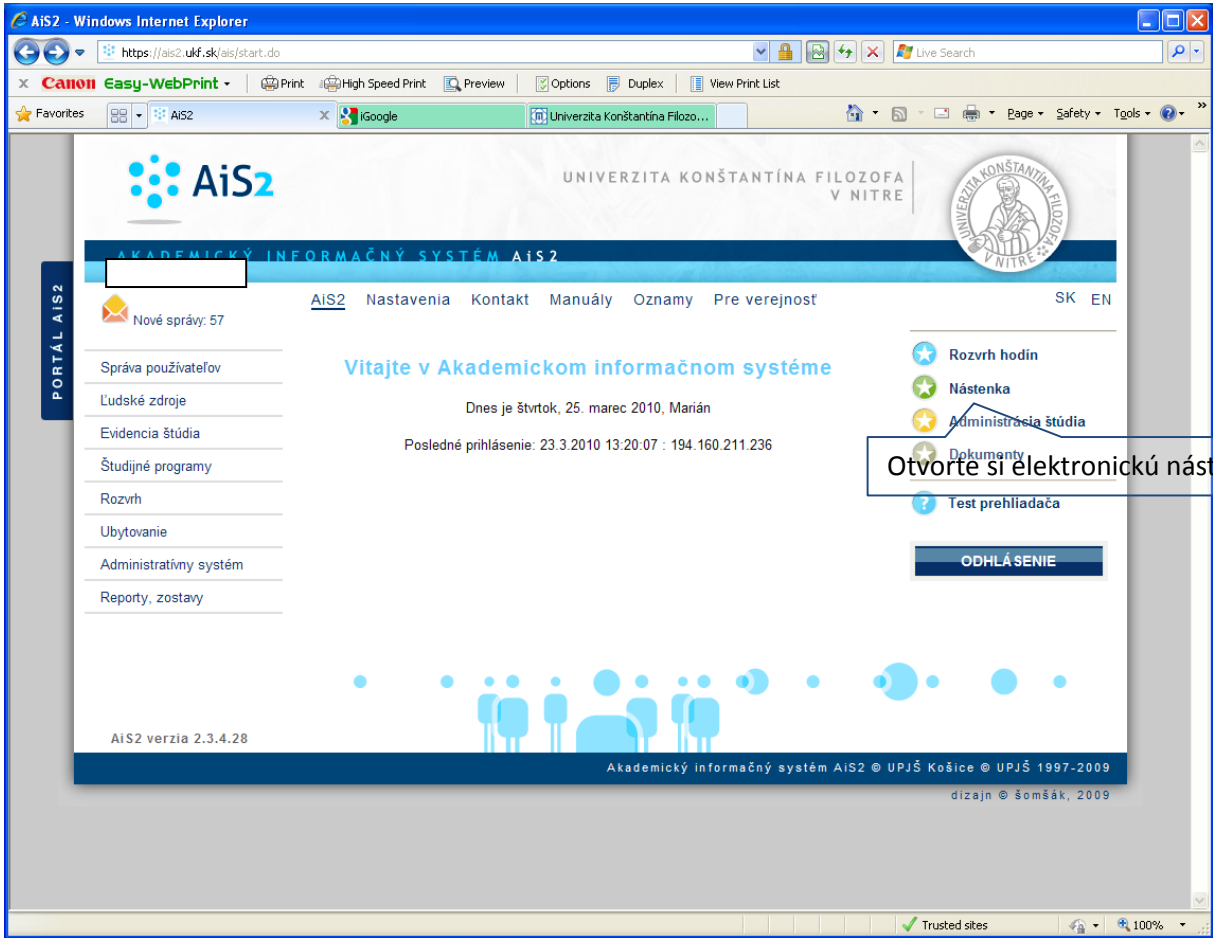 AiS2 - Windows Internet Explorer
https://ais2.ukf.sk/ais/start.do
Live Search
x Canon Easy-WebPrint Print High Speed Print Preview Options Duplex View Print List
Favorites AiS2 X iGoogle Univerzita Konštantína Filozo... Page Safety Tools »
AiS2
UNIVERZITA KONŠTANTÍNA FILOZOFA
V NITRE
UNIVERZITA KONŠTANTÍNA FILOZOFA
V NITRE
AKADEMICKÝ INFORMAČNÝ SYSTÉM AiS2
PORTÁL AiS2
Nové správy: 57
AiS2 Nastavenia Kontakt Manuály Oznamy Pre verejnosť
SK EN
Správa používateľov
Ľudské zdroje
Evidencia štúdia
Študijné programy
Rozvrh
Ubytovanie
Administratívny systém
Reporty, zostavy
Vitajte v Akademickom informačnom systéme
Dnes je štvrtok, 25. marec 2010, Marián
Posledné prihlásenie: 23.3.2010 13:20:07 : 194.160.211.236
Rozvrh hodín
Nástenka
Administrácia štúdia
Dokumenty
Otvorte si elektronickú nást
Test prehliadača
ODHLÁSENIE
AiS2 verzia 2.3.4.28
Akademický informačný systém AiS2 © UPJŠ Košice © UPJŠ 1997-2009
dizajn © šomšák, 2009
Trusted sites 100%